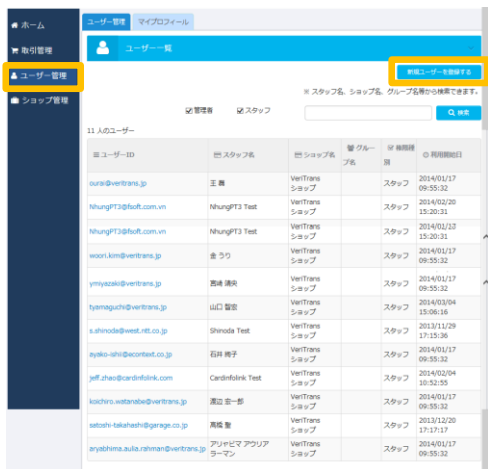 ホーム
取引管理
ユーザー管理
ショップ管理
ユーザー管理 マイプロフィール
ユーザー一覧
新規ユーザーを登録する
※ スタッフ名、ショップ名、グループ名等から検索できます。
管理者 スタッフ
検索
11 人のユーザー
ユーザーID スタッフ名 ショップ名 グループ名 権限種別 利用開始日
ourai@veritrans.jp 王 VeriTrans ショップ スタッフ 2014/01/17 09:55:32
NhungPT3@fsoft.com.vn NhungPT3 Test VeriTrans ショップ スタッフ 2014/02/20 15:20:31
NhungPT3@fsoft.com.vn NhungPT3 Test VeriTrans ショップ スタッフ 15:20:31
woori.kim@veritrans.jp 金 うり VeriTrans ショップ スタッフ 2014/01/17 09:55:32
ymiyazaki@veritrans.jp 宮崎 VeriTrans ショップ スタッフ 2014/01/17 09:55:32
tyamaguchi@veritrans.jp 山口 智宏 VeriTrans ショップ スタッフ 2014/03/04 15:06:16
s.shinoda@west.ntt.co.jp Shinoda Test VeriTrans ショップ スタッフ 2013/11/29 17:15:36
ayako-ishi@econtext.co.jp 石井 絢子 VeriTrans ショップ スタッフ 2014/01/17 09:55:32
jeff.zhao@cardinfolink.com Cardinfolink Test VeriTrans ショップ スタッフ 2014/02/04 10:52:55
koichiro.watanabe@veritrans.jp 渡辺 宏一郎 VeriTrans ショップ スタッフ 2014/01/17 09:55:32
satoshi-takahashi@garage.co.jp 高橋 聖 VeriTrans ショップ スタッフ 2013/12/20 17:17:17
aryabhima.aulia.rahman@veritrans.jp アリャビマ アウリア ラーマン VeriTrans ショップ スタッフ 2014/01/17 09:55:32